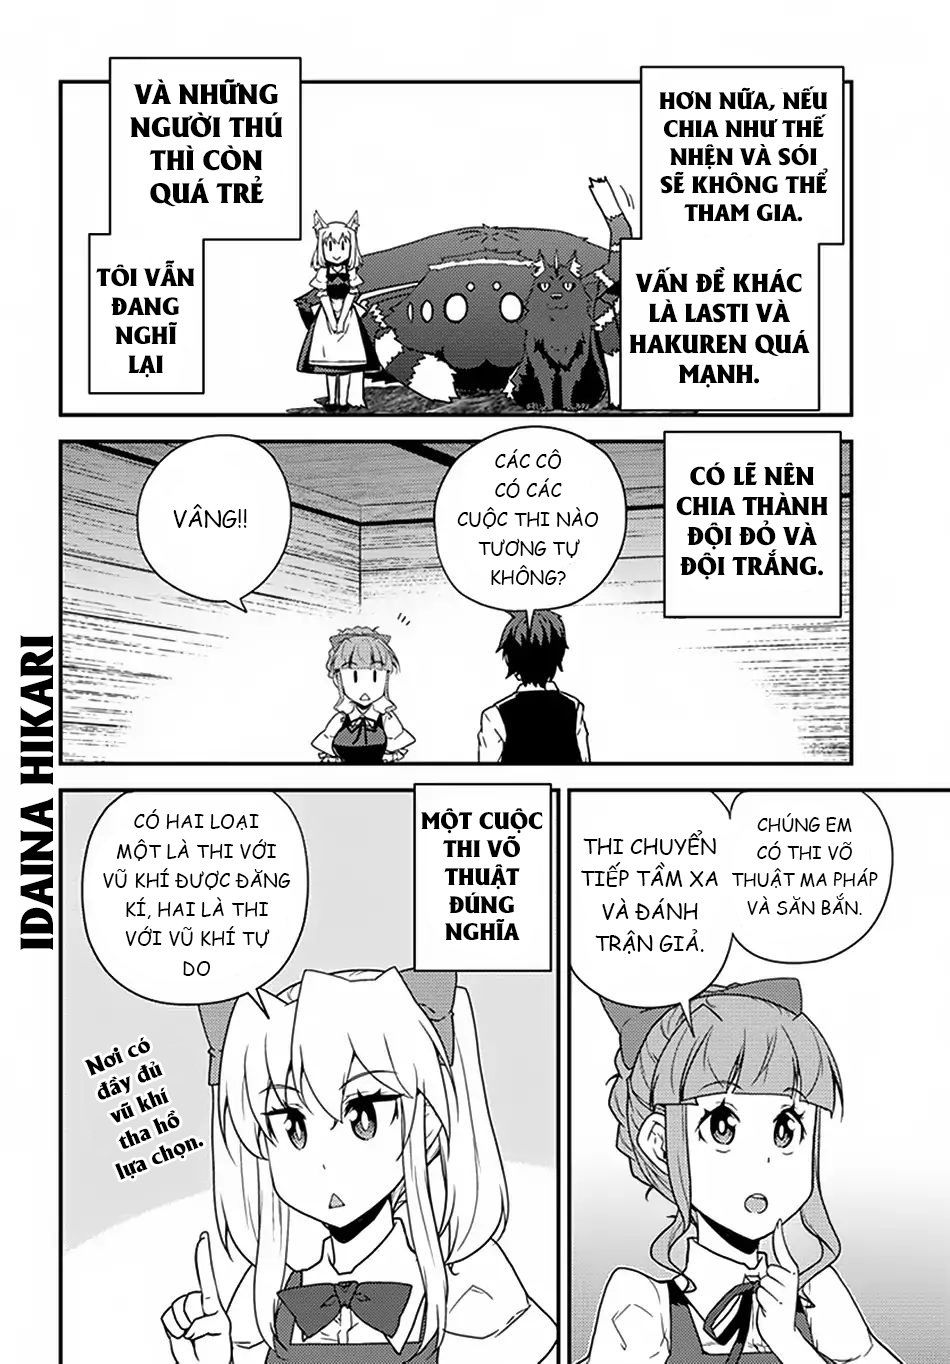 HƠN NỮA, NẾU
CHIA NHƯ THẾ
NHỆN VÀ SÓI
SẼ KHÔNG THỂ
THAM GIA.
VẤN ĐỀ KHÁC
LÀ LASTI VÀ
HAKUREN QUÁ
MẠNH.
VÀ NHỮNG
NGƯỜI THÚ
THÌ CÒN
QUÁ TRẺ
TÔI VẪN
ĐANG
NGHĨ
LẠI
CÓ LẼ NÊN
CHIA THÀNH
ĐỘI ĐỎ VÀ
ĐỘI TRẮNG.
CÁC CÔ
CÓ CÁC
CUỘC THI NÀO
TƯƠNG TỰ
KHÔNG?
VÂNG!!
CHÚNG EM
CÓ THI VÕ
THUẬT MA PHÁP
VÀ SĂN BẮN.
THI CHUYỂN
TIẾP TẦM XA
VÀ ĐÁNH
TRẬN GIẢ.
MỘT CUỘC
THI VÕ
THUẬT
ĐÚNG
NGHĨA
CÓ HAI LOẠI
MỘT LÀ THI VỚI
VŨ KHÍ ĐƯỢC ĐĂNG
KÍ, HAI LÀ THI
VỚI VŨ KHÍ TỰ
DO
Nơi có
đầy đủ
vũ khí
tha hồ
lựa chọn.
IDAINA HIKARI